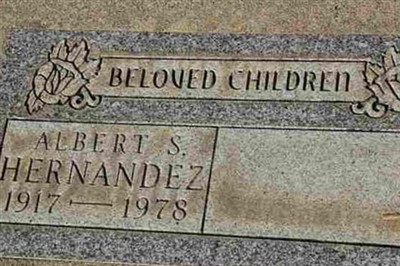 BELOVED CHILDREN
ALBERT S.
HERNANDEZ
1917 — 1978